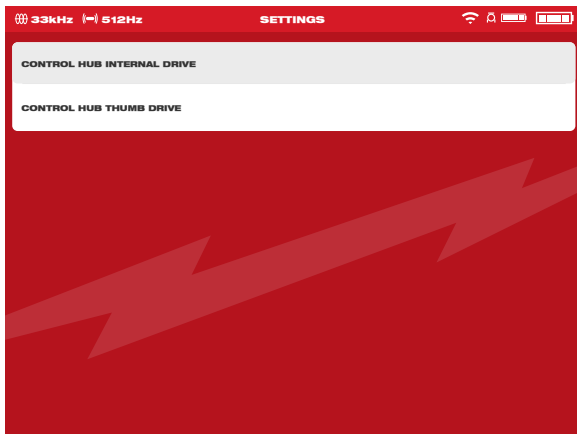 33kHz 512Hz SETTINGS
CONTROL HUB INTERNAL DRIVE
CONTROL HUB THUMB DRIVE